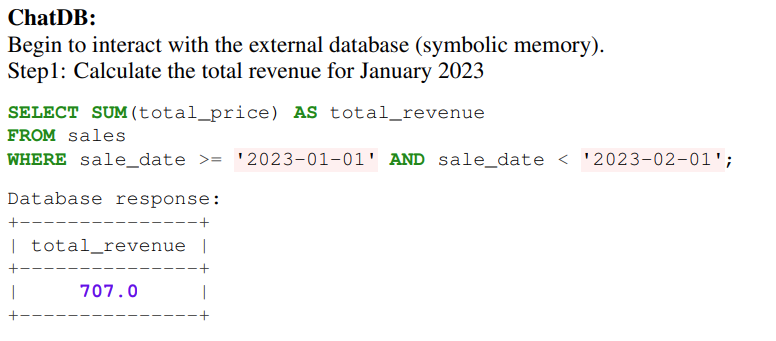 ChatDB:
Begin to interact with the external database (symbolic memory).
Step1: Calculate the total revenue for January 2023
SELECT SUM(total_price) AS total_revenue
FROM sales
WHERE sale_date >= '2023-01-01' AND sale_date < '2023-02-01';
Database response:
+---------------+
| total_revenue |
+---------------+
|     707.0     |
+---------------+